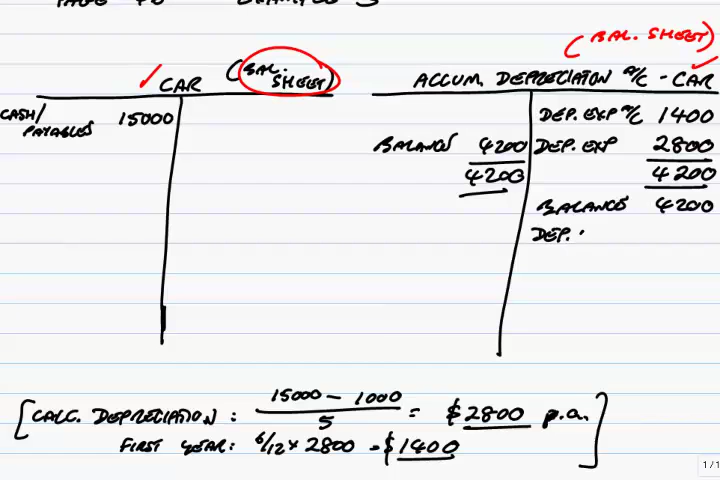 (BAL. SHEET)
✓ CAR (BAL. SHEET)
CASH/PAYABLES 15000
ACCUM. DEPRECIATION A/C - CAR ✓
DEP. EXP A/C 1400
BALANCE 4200 DEP. EXP 2800
4200 4200
BALANCE 4200
DEP.
[CALC. DEPRECIATION: 15000 - 1000 / 5 = $2800 p.a.]
FIRST YEAR: 6/12 x 2800 = $1400
1/1